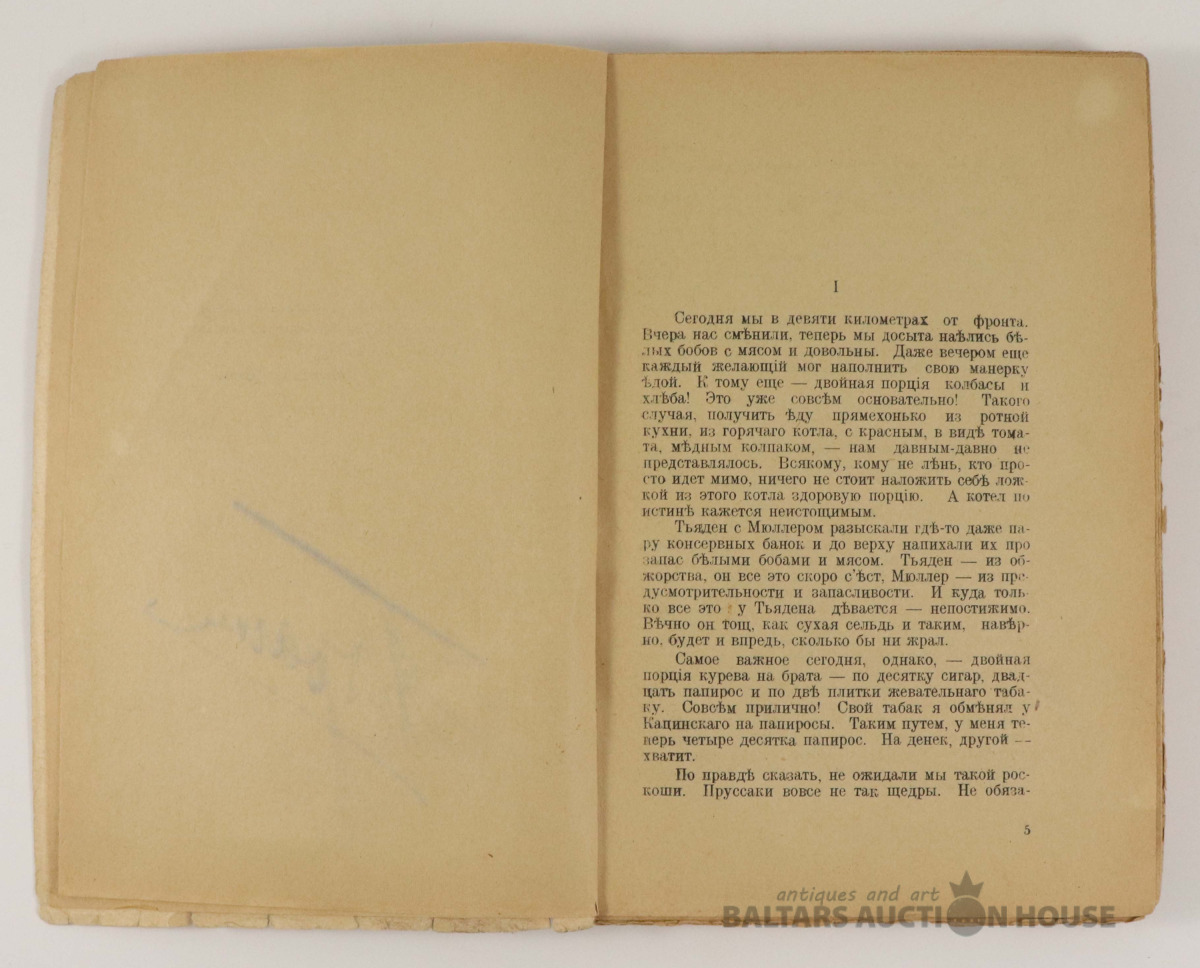 I
Сегодня мы в девяти километрах от фронта.
Вчера нас смѣнили, теперь мы досыта наѣлись бѣ-
лых бобов с мясом и довольны. Даже вечером еще
каждый желающій мог наполнить свою манерку
ѣдой. К тому еще — двойная порція колбасы и
хлѣба! Это уже совсѣм основательно! Такого
случая, получить ѣду прямехонько из ротной
кухни, из горячаго котла, с красным, в видѣ тома-
та, мѣдным колпаком, — нам давным-давно не
представлялось. Всякому, кому не лѣнь, кто про-
сто идет мимо, ничего не стоит наложить себѣ лож-
кой из этого котла здоровую порцію. А котел по
истинѣ кажется неистощимым.
Тьяден с Мюллером разыскали гдѣ-то даже па-
ру консервных банок и до верху напихали их про
запас бѣлыми бобами и мясом. Тьяден — из об-
жорства, он все это скоро с'ѣст, Мюллер — из пре-
дусмотрительности и запасливости. И куда толь-
ко все это у Тьядена дѣвается — непостижимо.
Вѣчно он тощ, как сухая сельдь и таким, навѣр-
но, будет и впредь, сколько бы ни жрал.
Самое важное сегодня, однако, — двойная
порція курева на брата — по десятку сигар, двад-
цать папирос и по двѣ плитки жевательнаго таба-
ку. Совсѣм прилично! Свой табак я обмѣнял у
Кацинскаго на папиросы. Таким путем, у меня те-
перь четыре десятка папирос. На денек, другой —
хватит.
По правдѣ сказать, не ожидали мы такой рос-
коши. Пруссаки вовсе не так щедры. Не обяза-
5
antiques and art
BALTARS AUCTION HOUSE